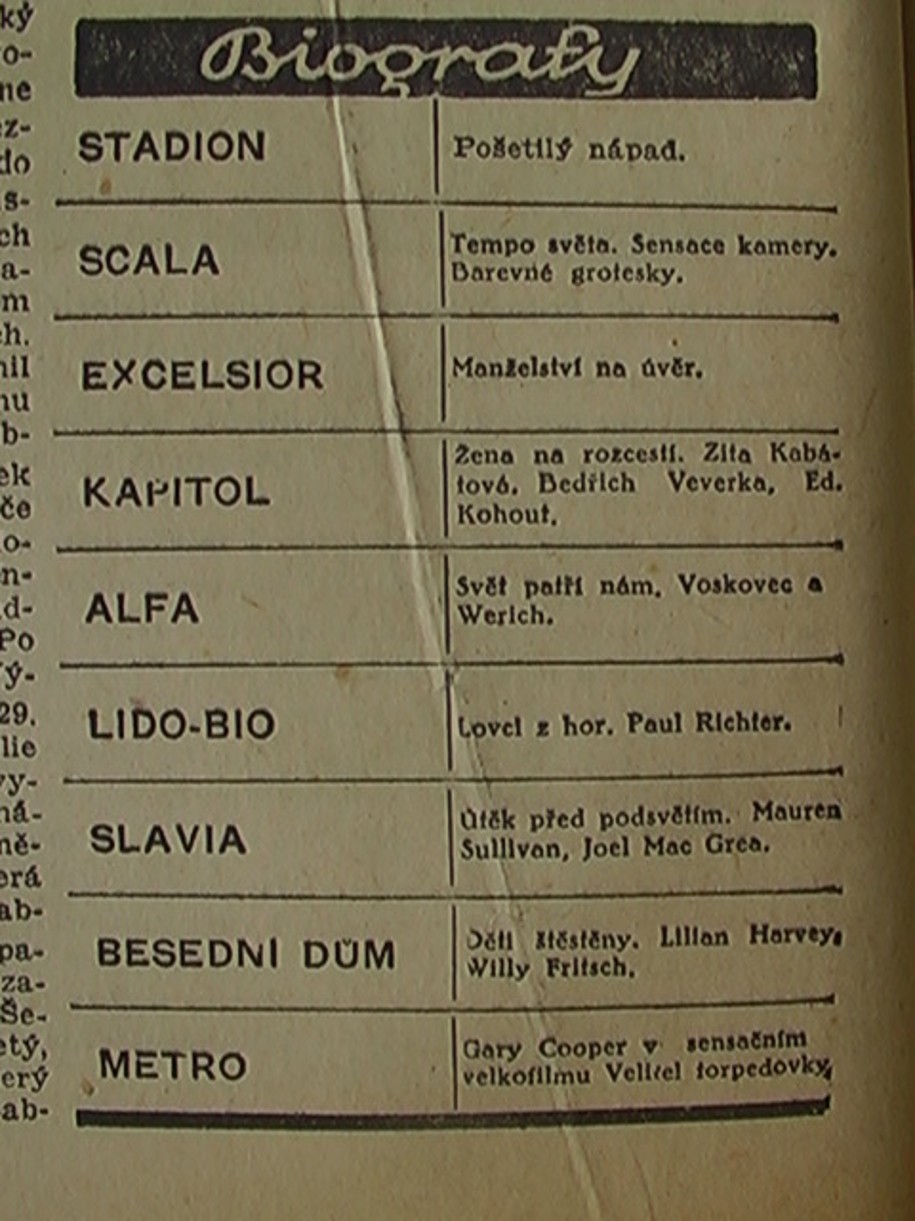 Biografy
STADION
Pošetilý nápad.
SCALA
Tempo světa. Sensace kamery.
Barevné grotesky.
EXCELSIOR
Manželství na úvěr.
KAPITOL
Žena na rozcestí. Zita Kabá-
tová, Bedřich Veverka, Ed.
Kohout.
ALFA
Svět patří nám. Voskovec a
Werich.
LIDO-BIO
Lovci z hor. Paul Richter.
SLAVIA
Útěk před podsvětím. Mauren
Sullivan, Joel Mac Grea.
BESEDNÍ DŮM
Děti štěstěny. Lilian Harvey,
Willy Fritsch.
METRO
Gary Cooper v sensačním
velkofilmu Velitel torpedovky.